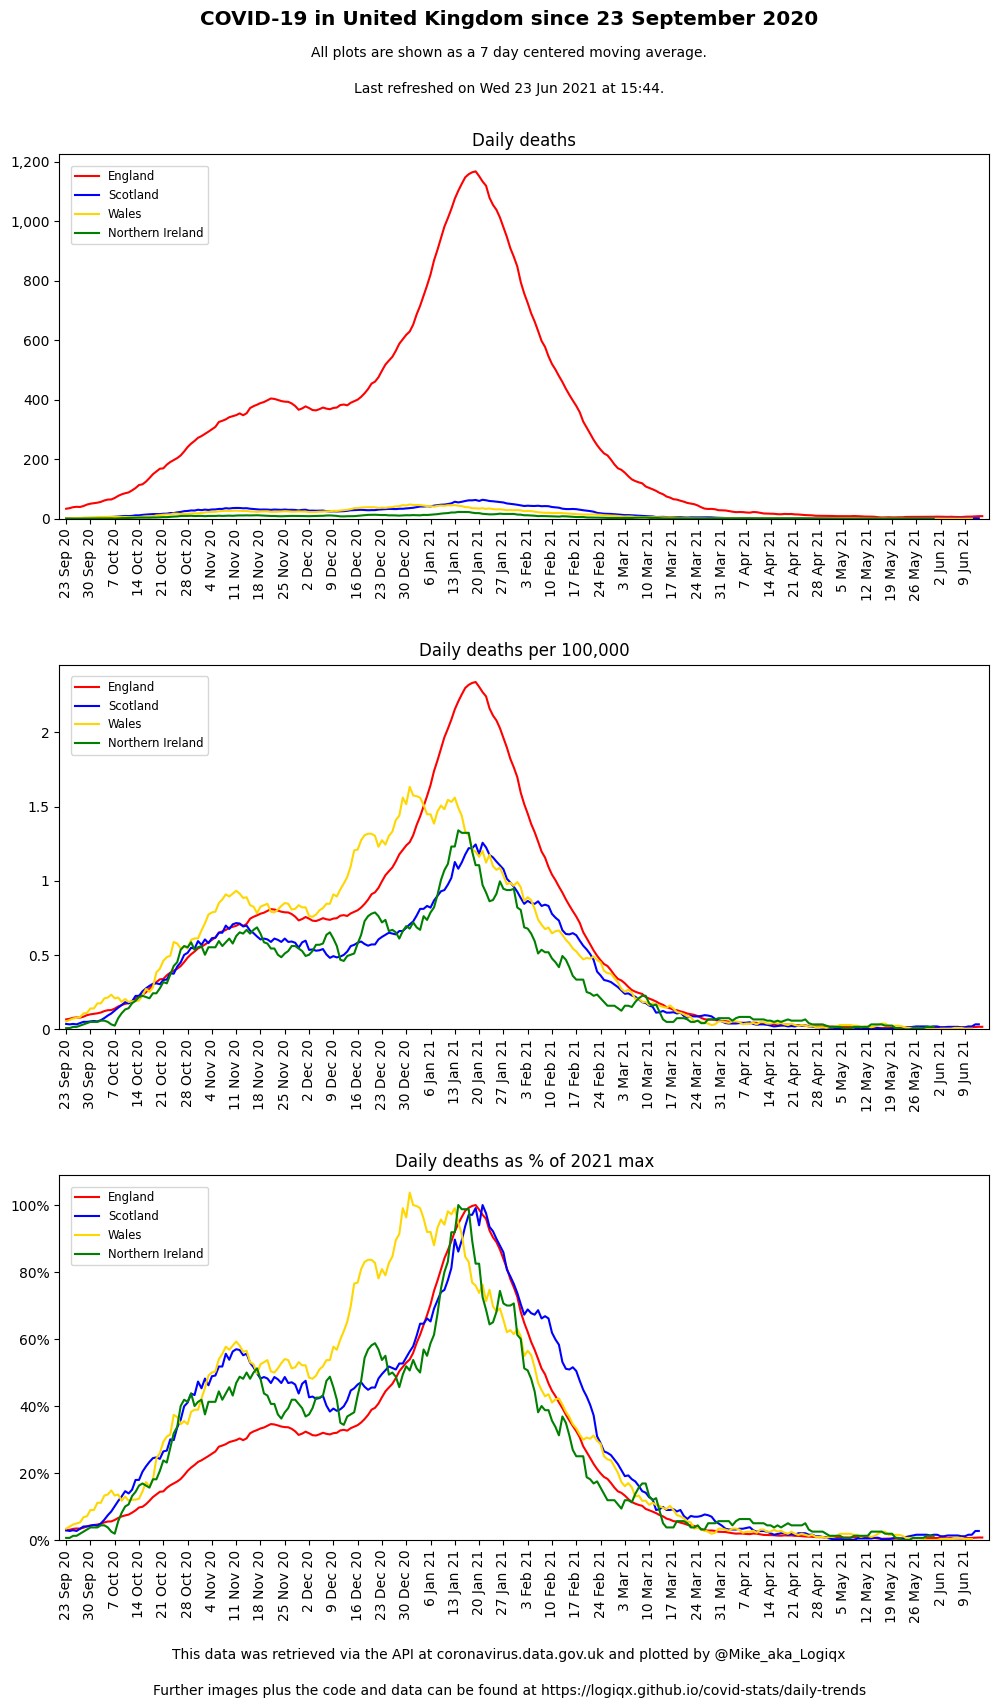 COVID-19 in United Kingdom since 23 September 2020
All plots are shown as a 7 day centered moving average.
Last refreshed on Wed 23 Jun 2021 at 15:44.
Daily deaths
1,200
1,000
800
600
400
200
0
England
Scotland
Wales
Northern Ireland
23 Sep 20
30 Sep 20
7 Oct 20
14 Oct 20
21 Oct 20
28 Oct 20
4 Nov 20
11 Nov 20
18 Nov 20
25 Nov 20
2 Dec 20
9 Dec 20
16 Dec 20
23 Dec 20
30 Dec 20
6 Jan 21
13 Jan 21
20 Jan 21
27 Jan 21
3 Feb 21
10 Feb 21
17 Feb 21
24 Feb 21
3 Mar 21
10 Mar 21
17 Mar 21
24 Mar 21
31 Mar 21
7 Apr 21
14 Apr 21
21 Apr 21
28 Apr 21
5 May 21
12 May 21
19 May 21
26 May 21
2 Jun 21
9 Jun 21
Daily deaths per 100,000
2
1.5
1
0.5
0
England
Scotland
Wales
Northern Ireland
23 Sep 20
30 Sep 20
7 Oct 20
14 Oct 20
21 Oct 20
28 Oct 20
4 Nov 20
11 Nov 20
18 Nov 20
25 Nov 20
2 Dec 20
9 Dec 20
16 Dec 20
23 Dec 20
30 Dec 20
6 Jan 21
13 Jan 21
20 Jan 21
27 Jan 21
3 Feb 21
10 Feb 21
17 Feb 21
24 Feb 21
3 Mar 21
10 Mar 21
17 Mar 21
24 Mar 21
31 Mar 21
7 Apr 21
14 Apr 21
21 Apr 21
28 Apr 21
5 May 21
12 May 21
19 May 21
26 May 21
2 Jun 21
9 Jun 21
Daily deaths as % of 2021 max
100%
80%
60%
40%
20%
0%
England
Scotland
Wales
Northern Ireland
23 Sep 20
30 Sep 20
7 Oct 20
14 Oct 20
21 Oct 20
28 Oct 20
4 Nov 20
11 Nov 20
18 Nov 20
25 Nov 20
2 Dec 20
9 Dec 20
16 Dec 20
23 Dec 20
30 Dec 20
6 Jan 21
13 Jan 21
20 Jan 21
27 Jan 21
3 Feb 21
10 Feb 21
17 Feb 21
24 Feb 21
3 Mar 21
10 Mar 21
17 Mar 21
24 Mar 21
31 Mar 21
7 Apr 21
14 Apr 21
21 Apr 21
28 Apr 21
5 May 21
12 May 21
19 May 21
26 May 21
2 Jun 21
9 Jun 21
This data was retrieved via the API at coronavirus.data.gov.uk and plotted by @Mike_aka_Logiqx
Further images plus the code and data can be found at https://logiqx.github.io/covid-stats/daily-trends